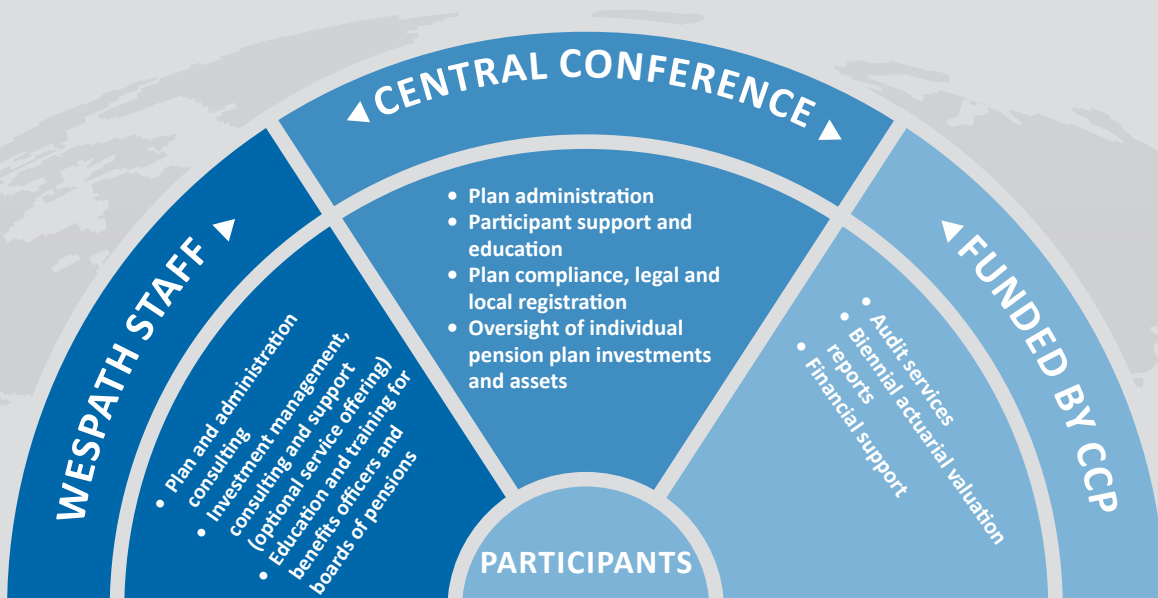 WESPATH STAFF
• Plan and administration
consulting
• Investment management,
consulting and support
(optional service offering)
• Education and training for
benefits officers and
boards of pensions
CENTRAL CONFERENCE
• Plan administration
• Participant support and
education
• Plan compliance, legal and
local registration
• Oversight of individual
pension plan investments
and assets
FUNDED BY CCP
• Audit services
• Biennial actuarial valuation
reports
• Financial support
PARTICIPANTS